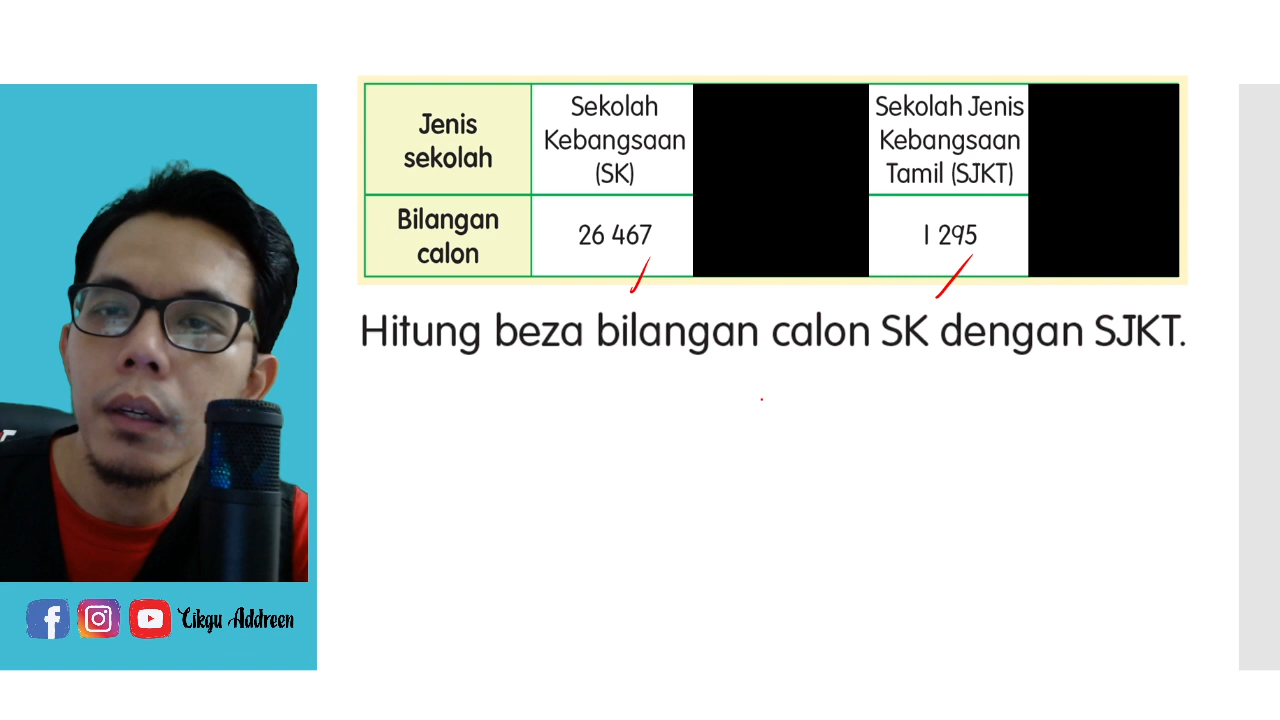 Jenis
sekolah
Sekolah
Kebangsaan
(SK)
Sekolah Jenis
Kebangsaan
Tamil (SJKT)
Bilangan
calon
26 467
1 295
Hitung beza bilangan calon SK dengan SJKT.
Cikgu Addreen